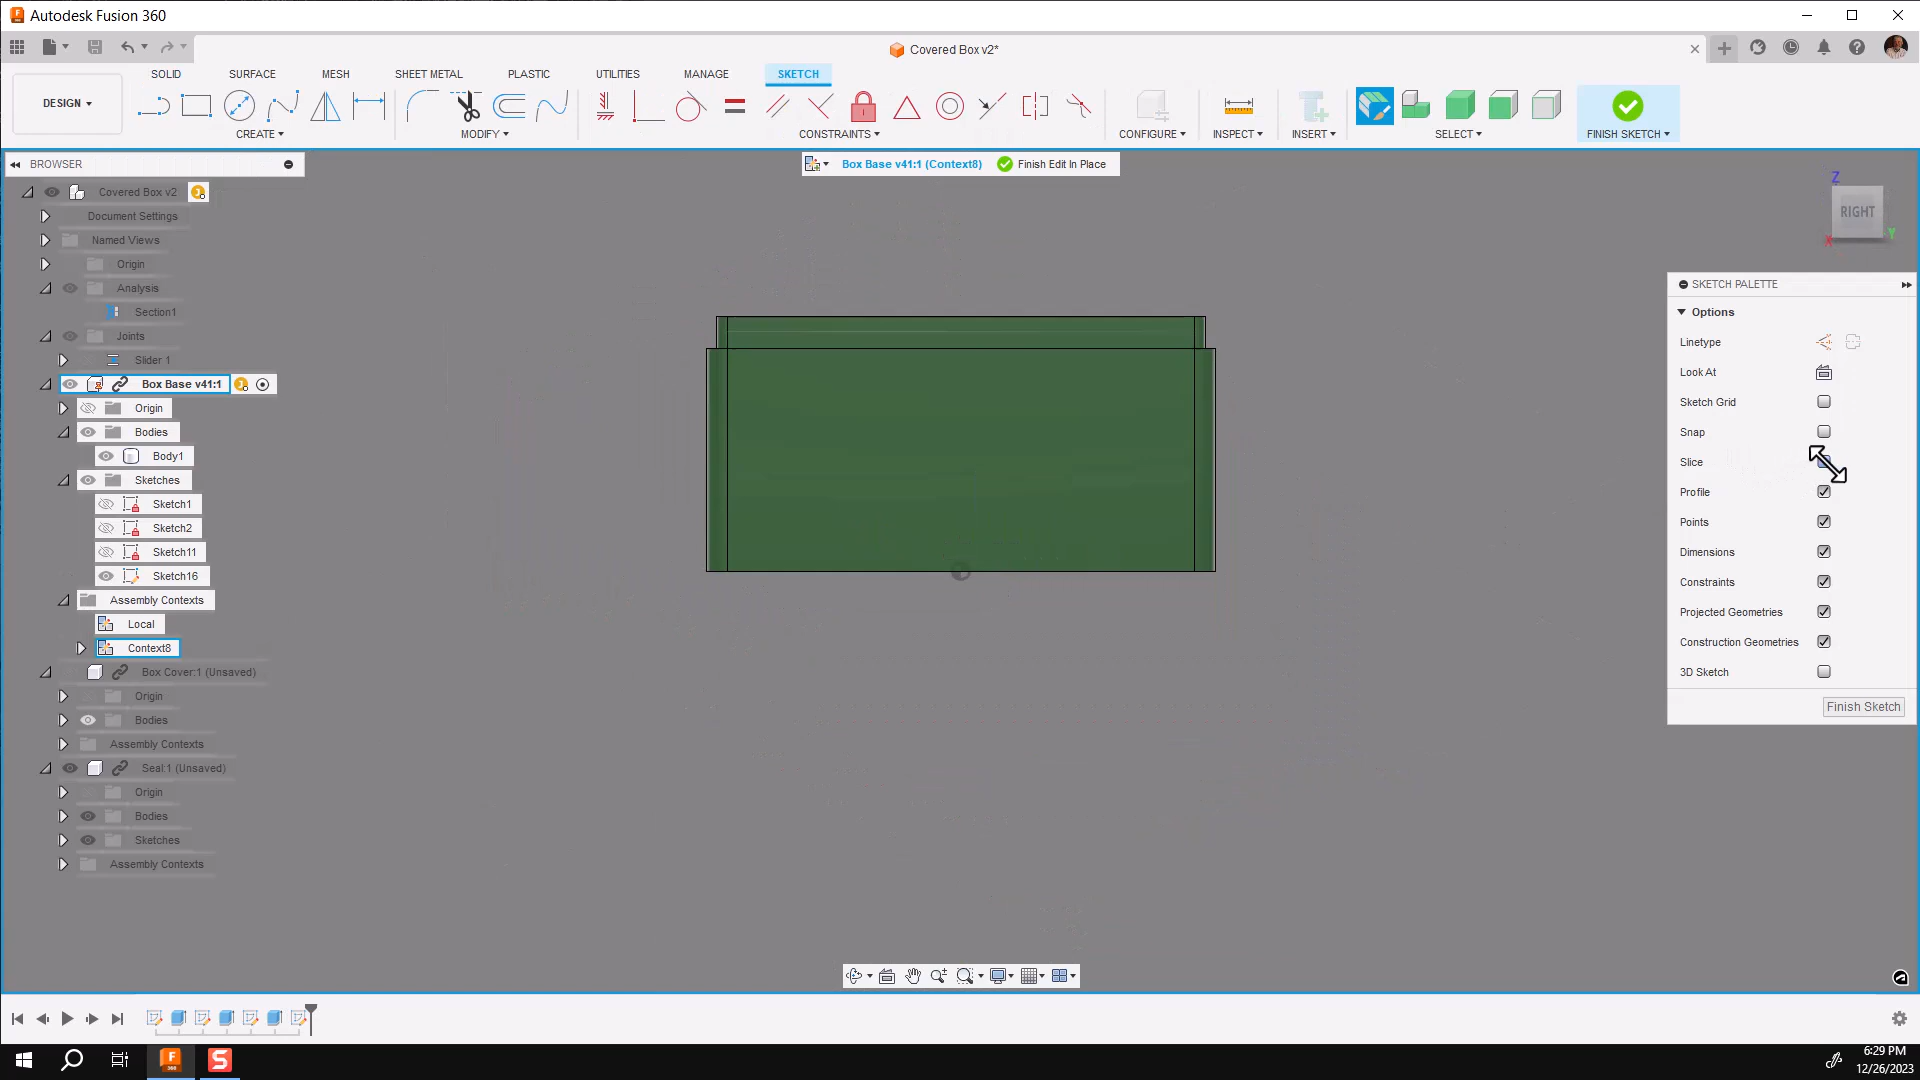 Autodesk Fusion 360
Covered Box v2*
DESIGN
SOLID
SURFACE
MESH
SHEET METAL
PLASTIC
UTILITIES
MANAGE
SKETCH
CREATE
MODIFY
CONSTRAINTS
CONFIGURE
INSPECT
INSERT
SELECT
FINISH SKETCH
BROWSER
Box Base v41:1 (Context8)
Finish Edit In Place
Covered Box v2
Document Settings
Named Views
Origin
Analysis
Section1
Joints
Slider 1
Box Base v41:1
Origin
Bodies
Body1
Sketches
Sketch1
Sketch2
Sketch11
Sketch16
Assembly Contexts
Local
Context8
Box Cover:1 (Unsaved)
Origin
Bodies
Assembly Contexts
Seal:1 (Unsaved)
Origin
Bodies
Sketches
Assembly Contexts
Z
RIGHT
X
Y
SKETCH PALETTE
Options
Linetype
Look At
Sketch Grid
Snap
Slice
Profile
Points
Dimensions
Constraints
Projected Geometries
Construction Geometries
3D Sketch
Finish Sketch
F
360
S
6:29 PM
12/26/2023